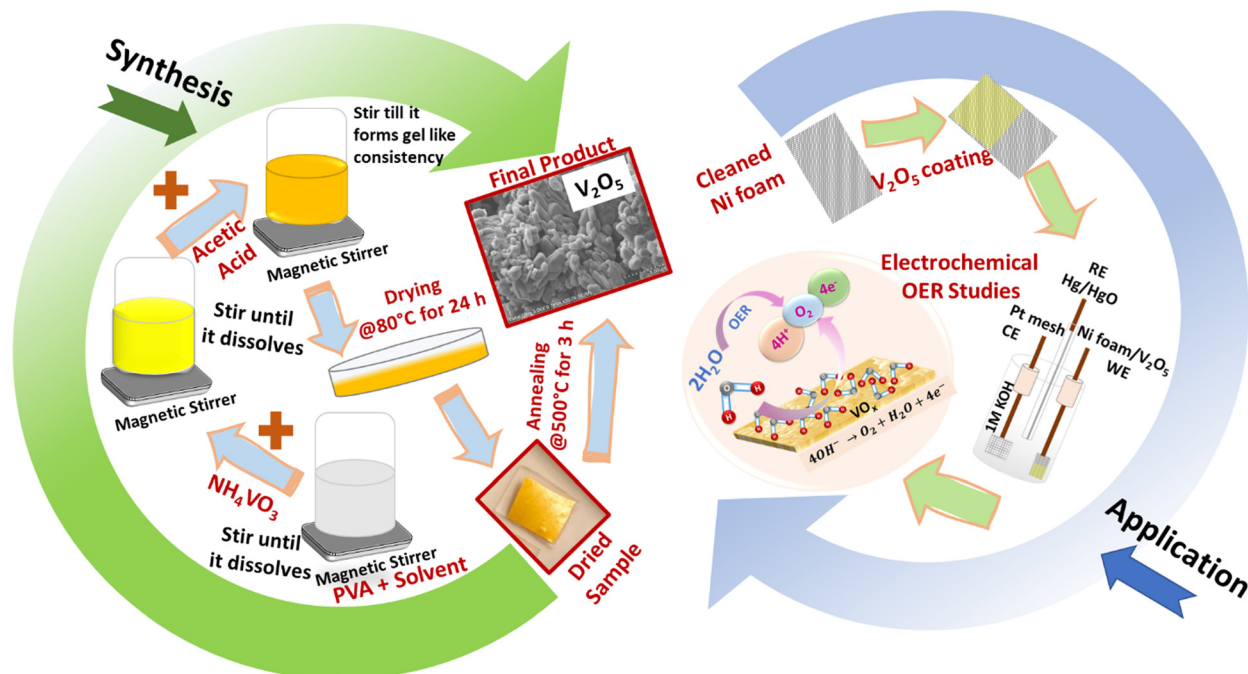 Synthesis
Stir till it
forms gel like
consistency
Acetic
Acid
Magnetic Stirrer
Stir until
it dissolves
Magnetic Stirrer
NH₄VO₃
Stir until
it dissolves
Magnetic Stirrer
PVA + Solvent
Drying
@80°C for 24 h
Dried
Sample
Annealing
@500°C for 3 h
Final Product
V₂O₅
Cleaned
Ni foam
V₂O₅ coating
Electrochemical
OER Studies
RE
Hg/HgO
Pt mesh
CE
Ni foam/V₂O₅
WE
1M KOH
2H₂O
OER
4H⁺
O₂
4e⁻
O
H
H
VOₓ
4OH⁻ → O₂ + H₂O + 4e⁻
Application